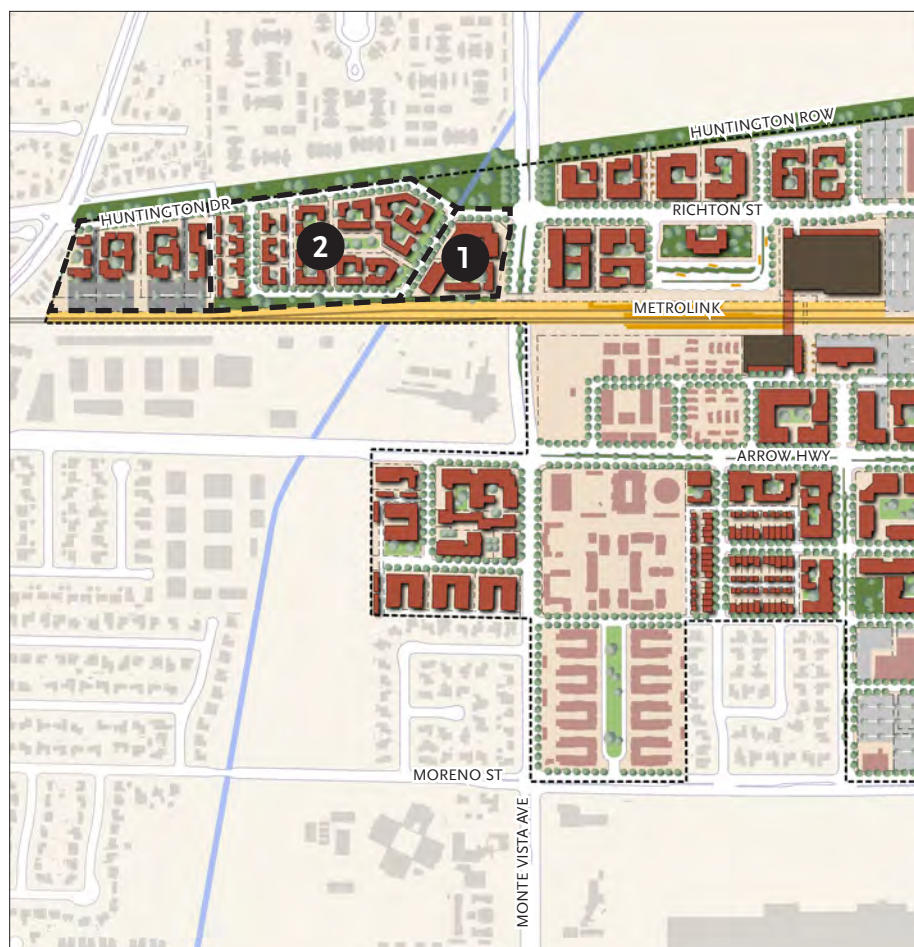 HUNTINGTON ROW
HUNTINGTON DR
RICHTON ST
2
1
METROLINK
ARROW HWY
MORENO ST
MONTE VISTA AVE